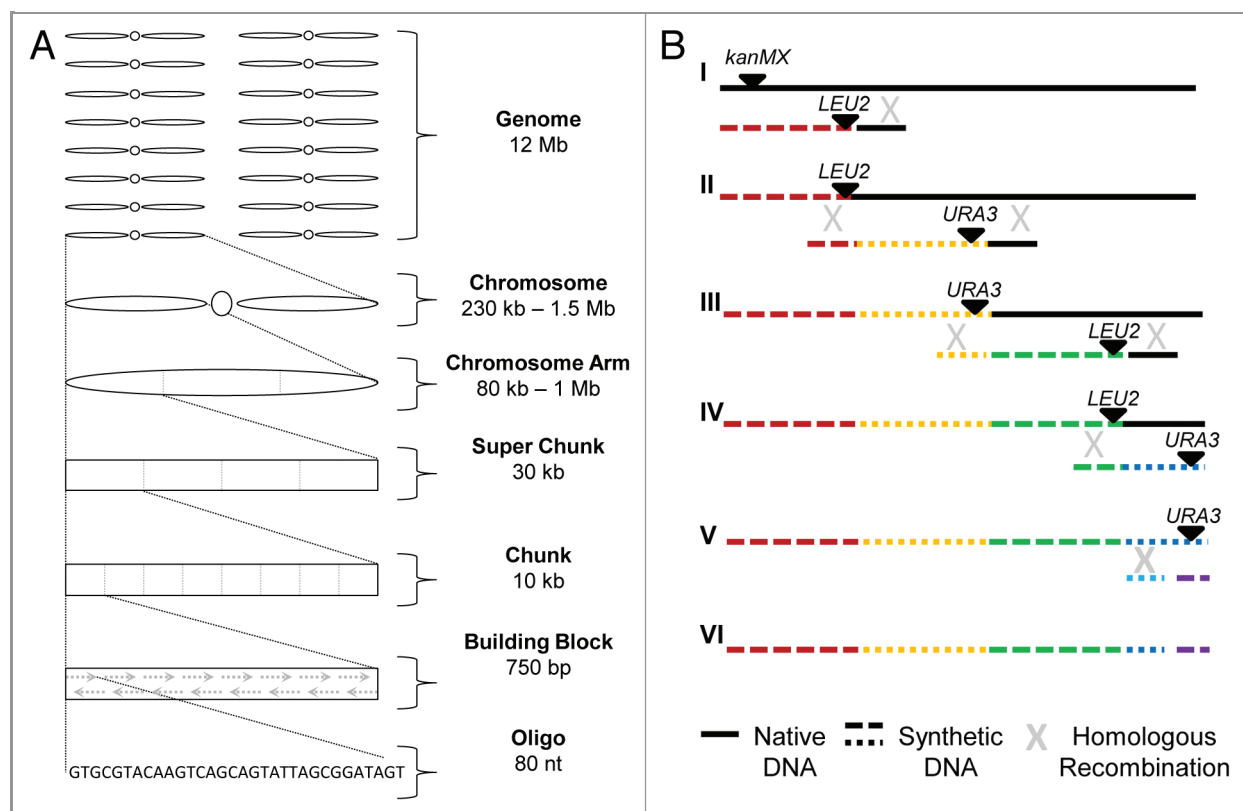 A
Genome
12 Mb
Chromosome
230 kb – 1.5 Mb
Chromosome Arm
80 kb – 1 Mb
Super Chunk
30 kb
Chunk
10 kb
Building Block
750 bp
Oligo
80 nt
GTGCGTACAAGTCAGCAGTATTAGCGGATAGT
B
I
kanMX
LEU2
X
II
LEU2
X
URA3
X
III
URA3
X
LEU2
X
IV
LEU2
X
URA3
V
URA3
X
VI
Native
DNA
Synthetic
DNA
X
Homologous
Recombination